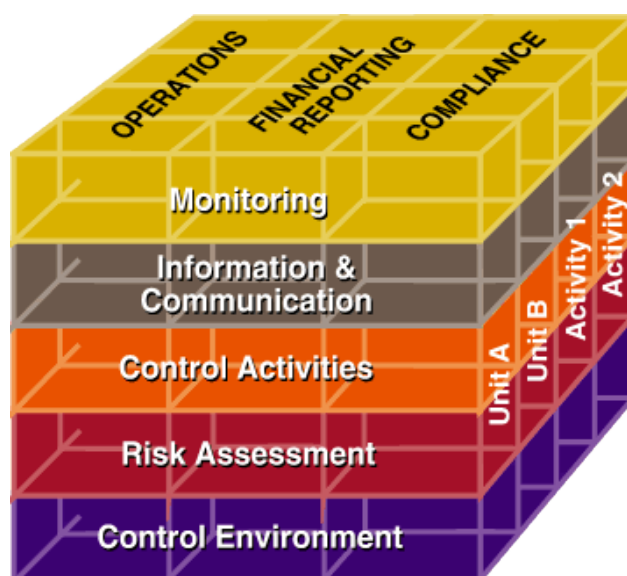 OPERATIONS
FINANCIAL
REPORTING
COMPLIANCE
Monitoring
Information &
Communication
Control Activities
Risk Assessment
Control Environment
Unit A
Unit B
Activity 1
Activity 2